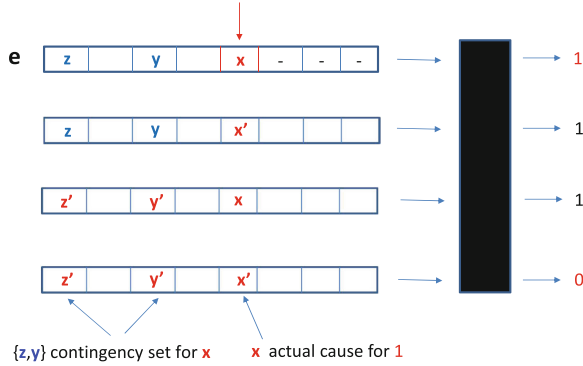 e z y x - - - 1
z y x’ 1
z’ y’ x 1
z’ y’ x’ 0
{z,y} contingency set for x x actual cause for 1